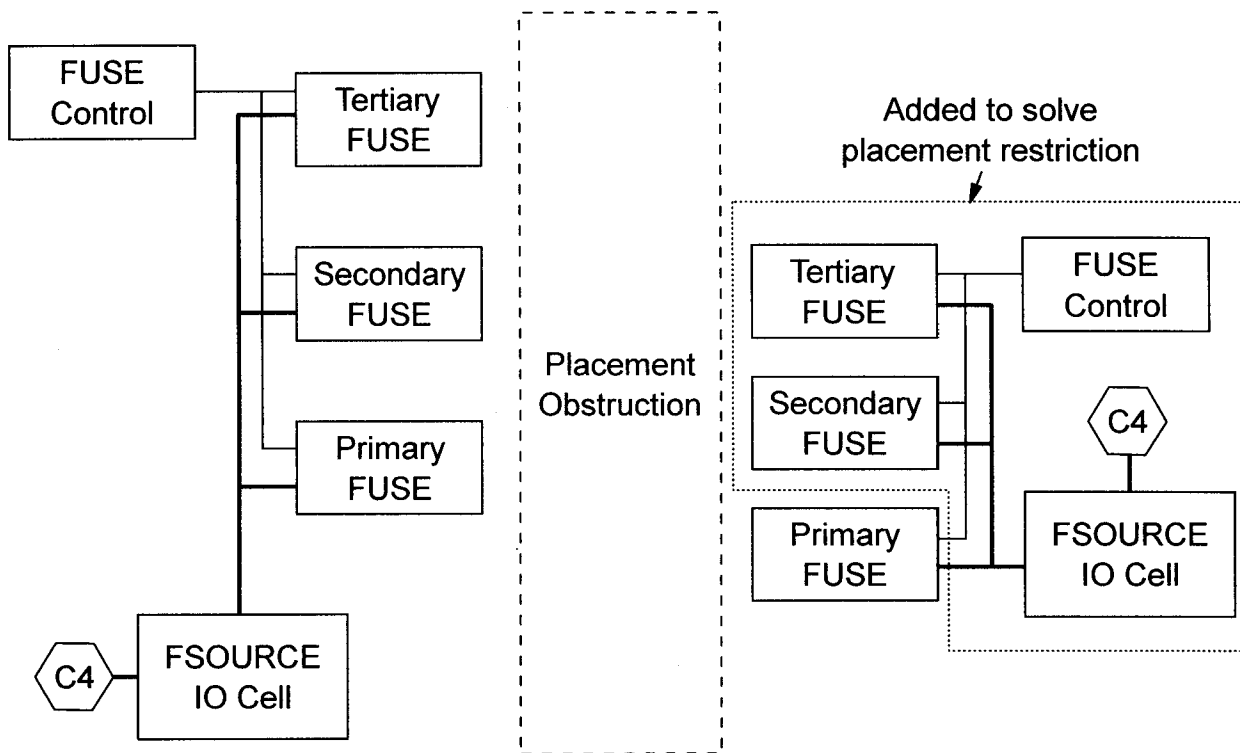 FUSE
Control
Tertiary
FUSE
Secondary
FUSE
Primary
FUSE
FSOURCE
IO Cell
C4
Placement
Obstruction
Added to solve
placement restriction
Tertiary
FUSE
FUSE
Control
Secondary
FUSE
C4
Primary
FUSE
FSOURCE
IO Cell